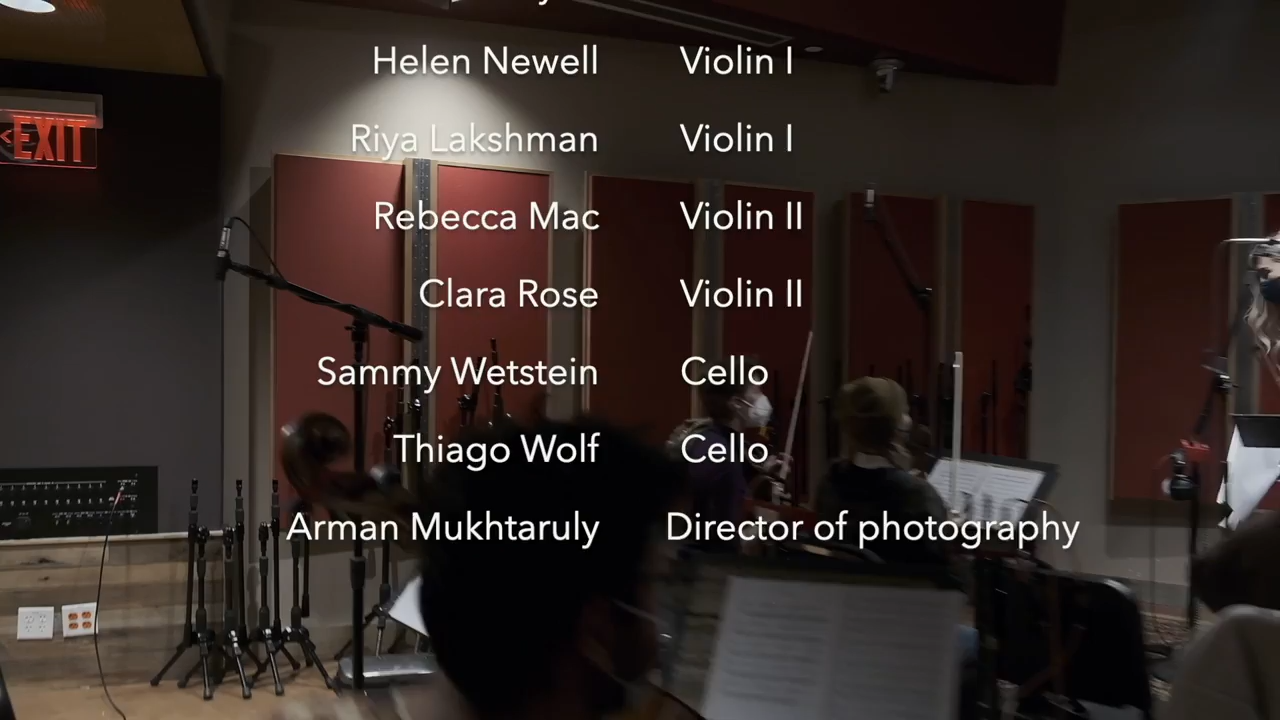 Helen Newell Violin I
Riya Lakshman Violin I
<EXIT
Rebecca Mac Violin II
Clara Rose Violin II
Sammy Wetstein Cello
Thiago Wolf Cello
Arman Mukhtaruly Director of photography